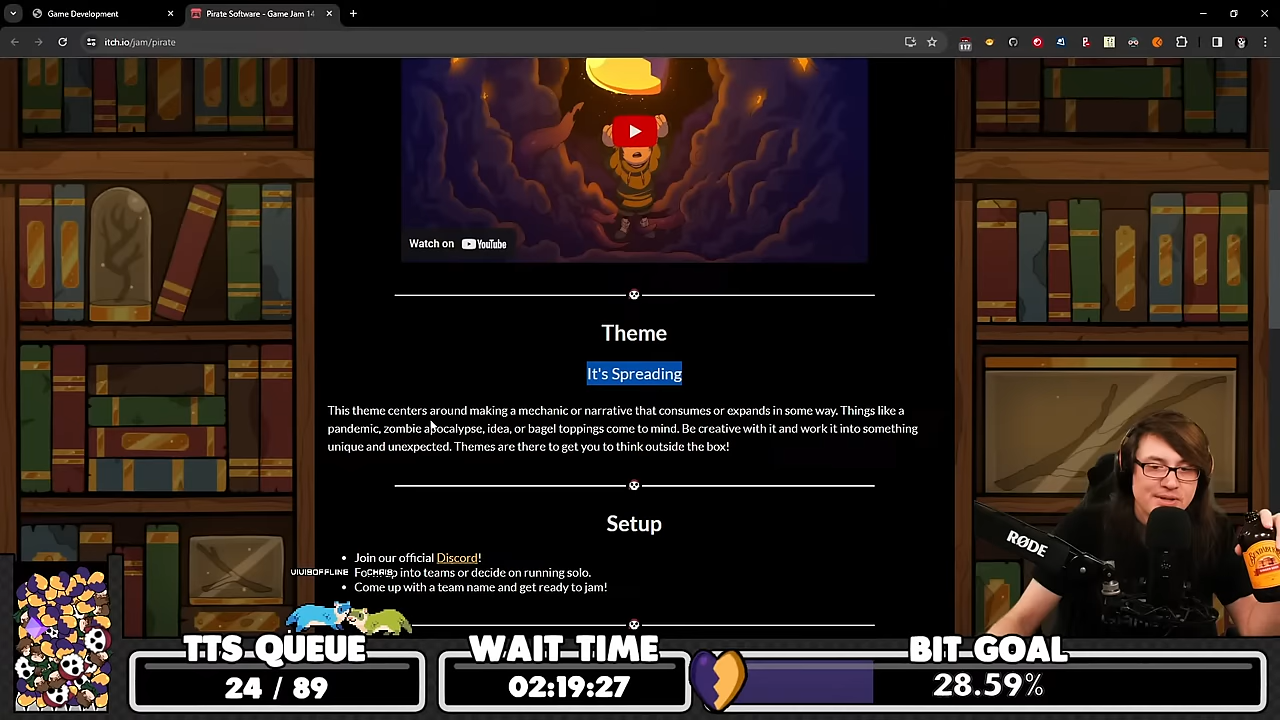 Game Development
Pirate Software - Game Jam 14
itch.io/jam/pirate
117
Watch on YouTube
Theme
It's Spreading
This theme centers around making a mechanic or narrative that consumes or expands in some way. Things like a
pandemic, zombie apocalypse, idea, or bagel toppings come to mind. Be creative with it and work it into something
unique and unexpected. Themes are there to get you to think outside the box!
Setup
Join our official Discord!
Form up into teams or decide on running solo.
Come up with a team name and get ready to jam!
VIVISOFFLINE
RØDE
TTS QUEUE
24 / 89
WAIT TIME
02:19:27
BIT GOAL
28.59%